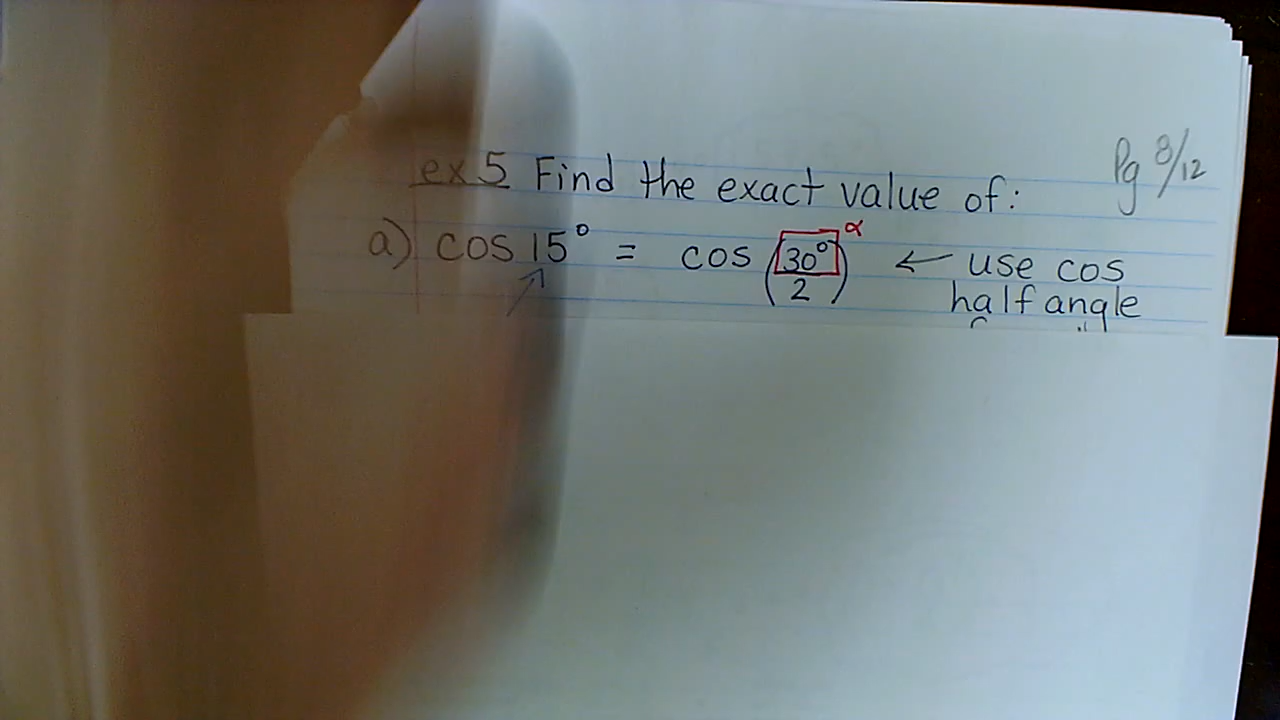 Pg 8/12
ex 5 Find the exact value of:
a) cos 15° = cos (30°/2) α ← use cos
half angle